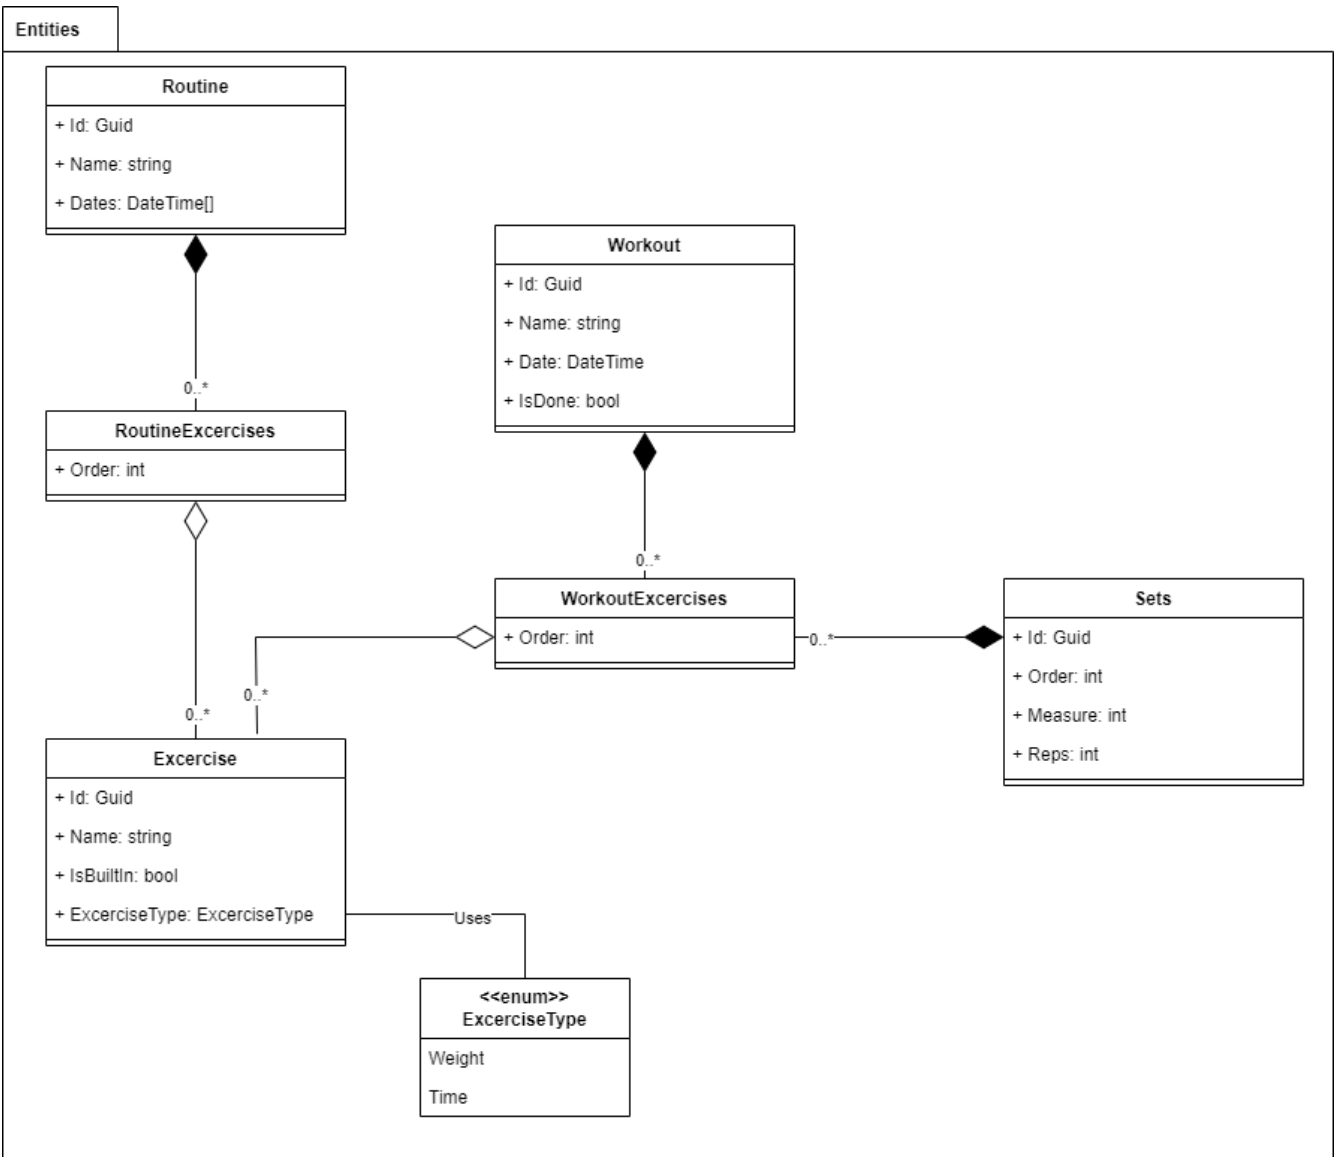 Entities
Routine
+ Id: Guid
+ Name: string
+ Dates: DateTime[]
0..*
RoutineExcercises
+ Order: int
0..*
Workout
+ Id: Guid
+ Name: string
+ Date: DateTime
+ IsDone: bool
0..*
WorkoutExcercises
+ Order: int
0..*
0..*
Sets
+ Id: Guid
+ Order: int
+ Measure: int
+ Reps: int
Excercise
+ Id: Guid
+ Name: string
+ IsBuiltIn: bool
+ ExcerciseType: ExcerciseType
Uses
<<enum>>
ExcerciseType
Weight
Time